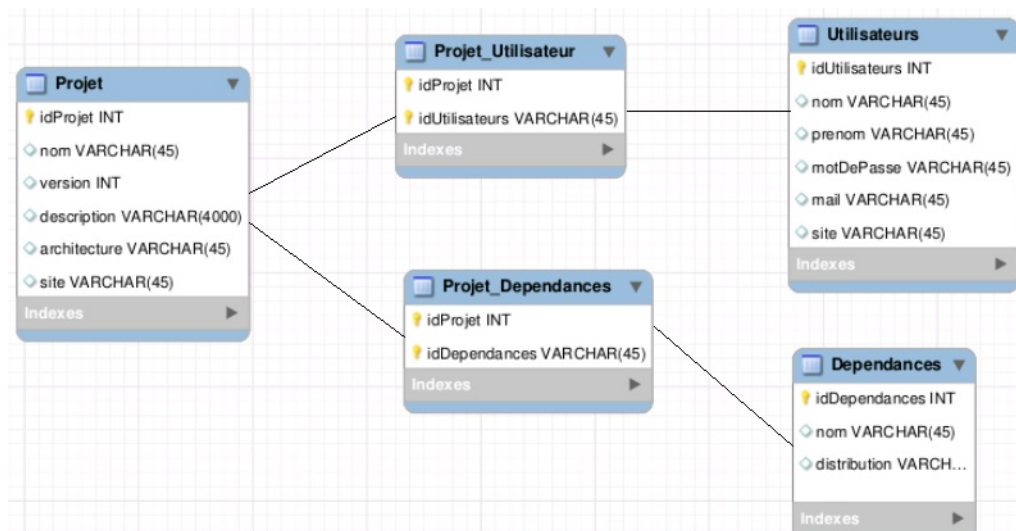 Projet
idProjet INT
nom VARCHAR(45)
version INT
description VARCHAR(4000)
architecture VARCHAR(45)
site VARCHAR(45)
Indexes
Projet_Utilisateur
idProjet INT
idUtilisateurs VARCHAR(45)
Indexes
Utilisateurs
idUtilisateurs INT
nom VARCHAR(45)
prenom VARCHAR(45)
motDePasse VARCHAR(45)
mail VARCHAR(45)
site VARCHAR(45)
Indexes
Projet_Dependances
idProjet INT
idDependances VARCHAR(45)
Indexes
Dependances
idDependances INT
nom VARCHAR(45)
distribution VARCH...
Indexes